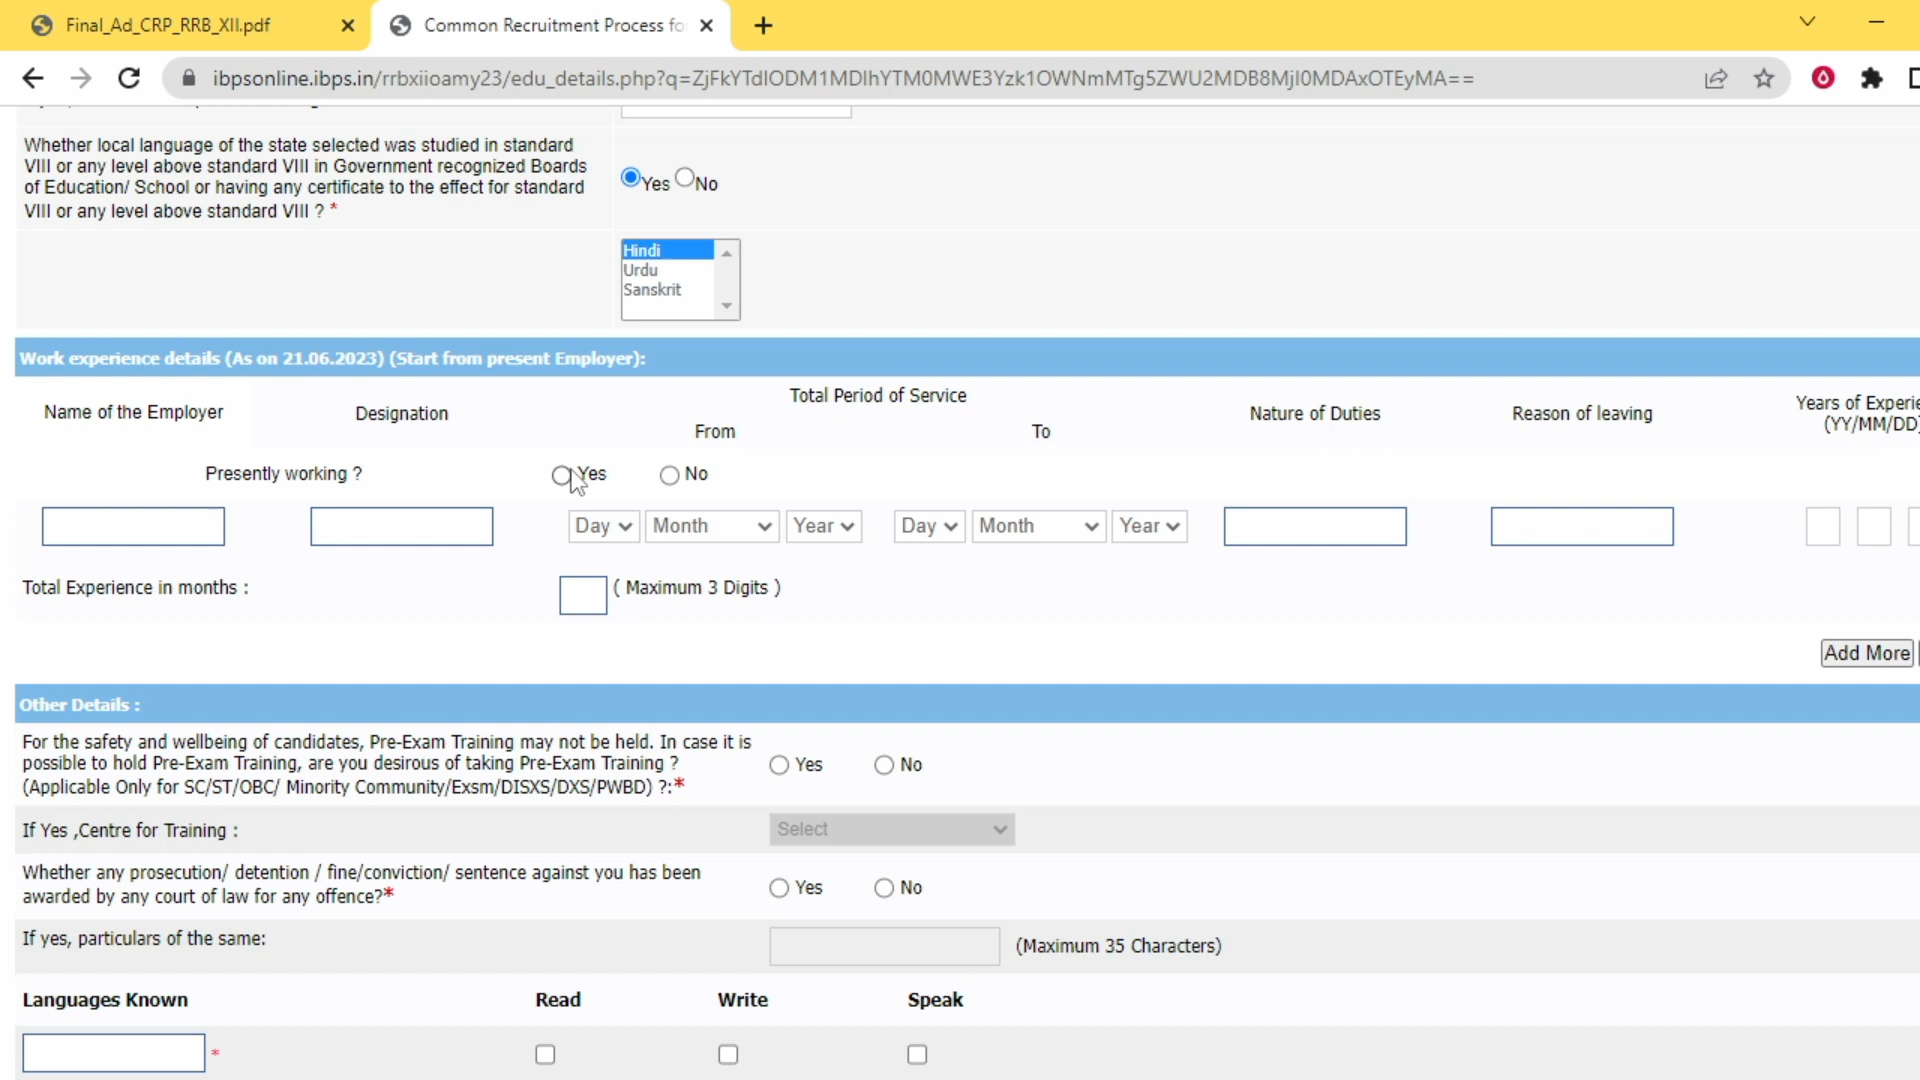 Final_Ad_CRP_RRB_XII.pdf
Common Recruitment Process fo
ibpsonline.ibps.in/rrbxiioamy23/edu_details.php?q=ZjFkYTdlODM1MDlhYTM0MWE3Yzk1OWNmMTg5ZWU2MDB8MjI0MDAxOTEyMA==
Whether local language of the state selected was studied in standard
VIII or any level above standard VIII in Government recognized Boards
of Education/ School or having any certificate to the effect for standard
VIII or any level above standard VIII ? *
Yes No
Hindi
Urdu
Sanskrit
Work experience details (As on 21.06.2023) (Start from present Employer):
Name of the Employer Designation Total Period of Service Nature of Duties Reason of leaving Years of Experie
From To (YY/MM/DD)
Presently working ? Yes No
Day Month Year Day Month Year
Total Experience in months : ( Maximum 3 Digits )
Add More
Other Details :
For the safety and wellbeing of candidates, Pre-Exam Training may not be held. In case it is
possible to hold Pre-Exam Training, are you desirous of taking Pre-Exam Training ?
(Applicable Only for SC/ST/OBC/ Minority Community/Exsm/DISXS/DXS/PWBD) ?:*
Yes No
If Yes ,Centre for Training : Select
Whether any prosecution/ detention / fine/conviction/ sentence against you has been
awarded by any court of law for any offence?*
Yes No
If yes, particulars of the same: (Maximum 35 Characters)
Languages Known Read Write Speak
*